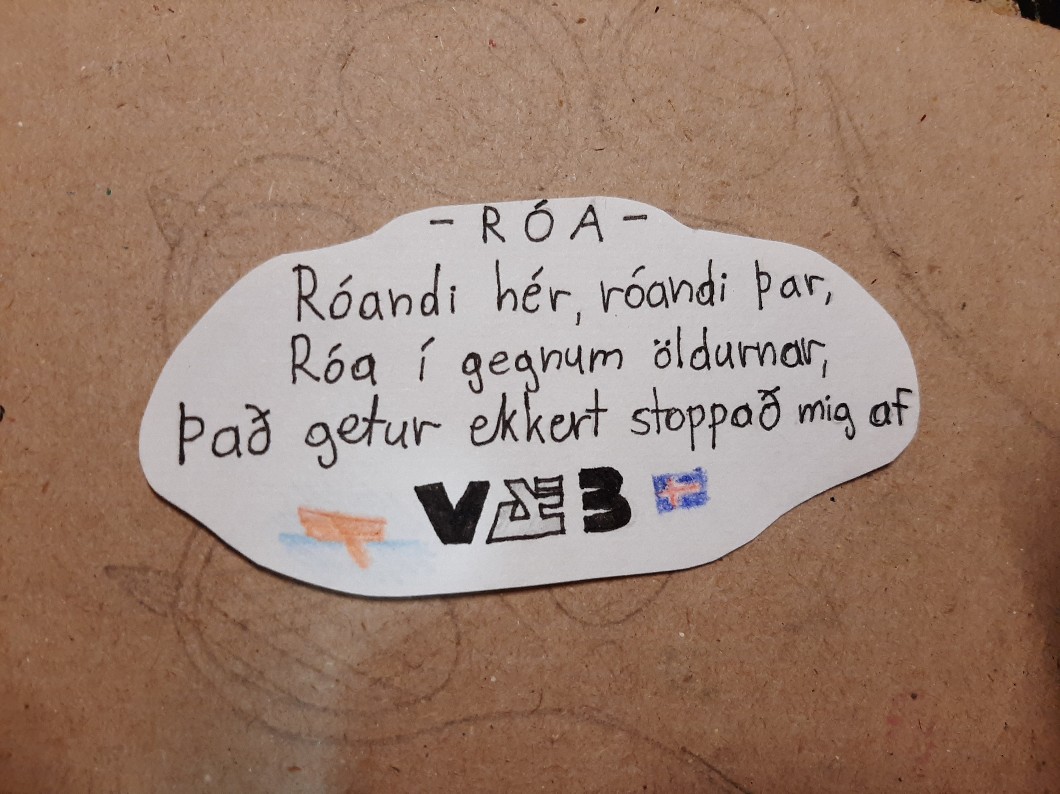 - RÓA -
Róandi hér, róandi þar,
Róa í gegnum öldurnar,
Það getur ekkert stoppað mig af
VÆB